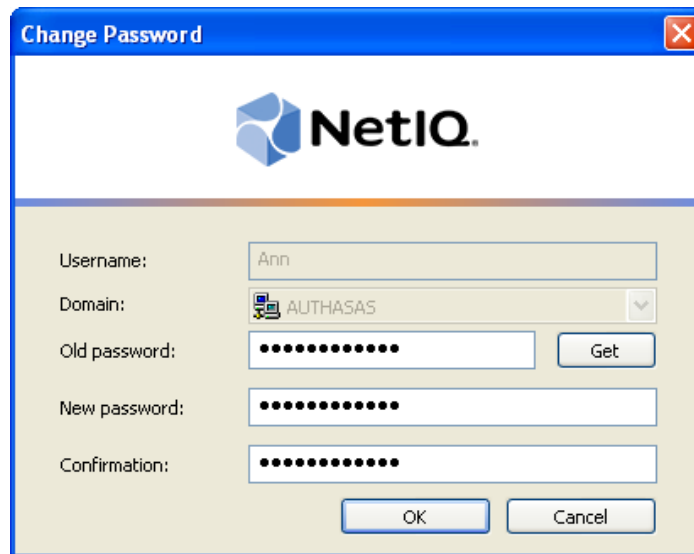 Change Password
NetIQ.
Username: Ann
Domain: AUTHASAS
Old password: ●●●●●●●●●●●● Get
New password: ●●●●●●●●●●●●
Confirmation: ●●●●●●●●●●●●
OK Cancel